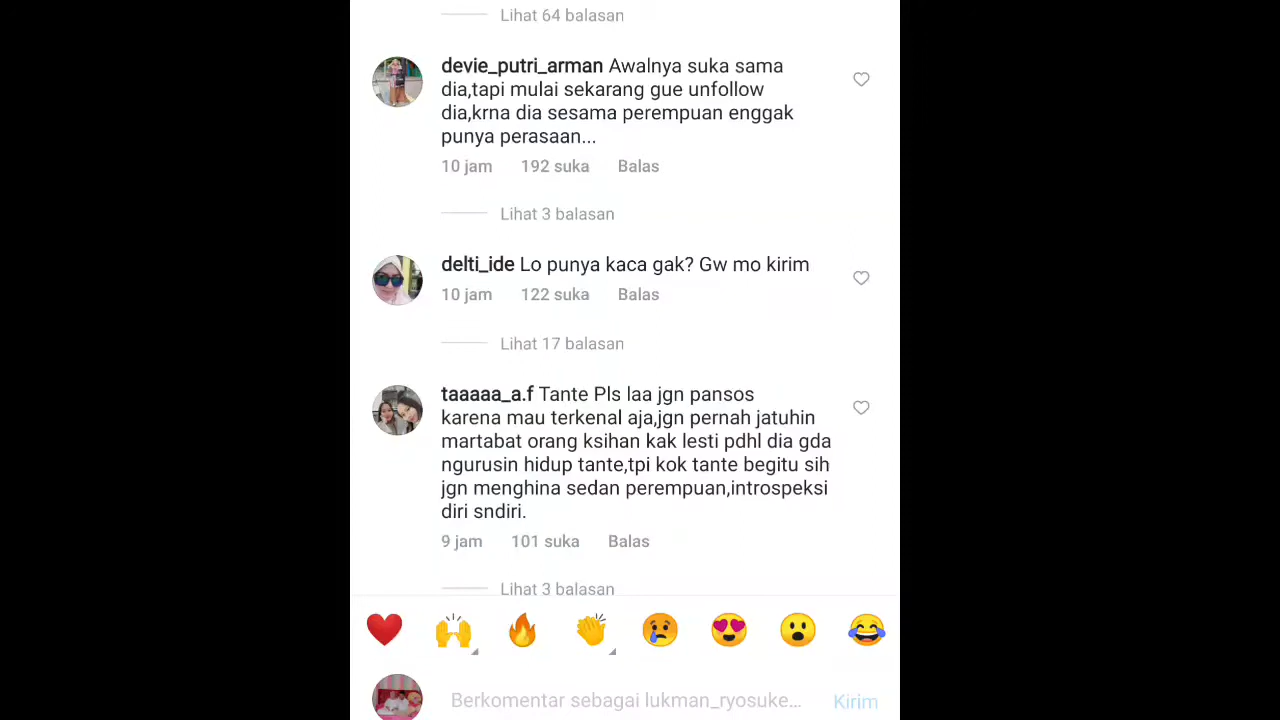 Lihat 64 balasan
devie_putri_arman Awalnya suka sama
dia,tapi mulai sekarang gue unfollow
dia,krna dia sesama perempuan enggak
punya perasaan...
10 jam 192 suka Balas
Lihat 3 balasan
delti_ide Lo punya kaca gak? Gw mo kirim
10 jam 122 suka Balas
Lihat 17 balasan
taaaaa_a.f Tante Pls laa jgn pansos
karena mau terkenal aja,jgn pernah jatuhin
martabat orang ksihan kak lesti pdhl dia gda
ngurusin hidup tante,tpi kok tante begitu sih
jgn menghina sedan perempuan,introspeksi
diri sndiri.
9 jam 101 suka Balas
Lihat 3 balasan
Berkomentar sebagai lukman_ryosuke... Kirim